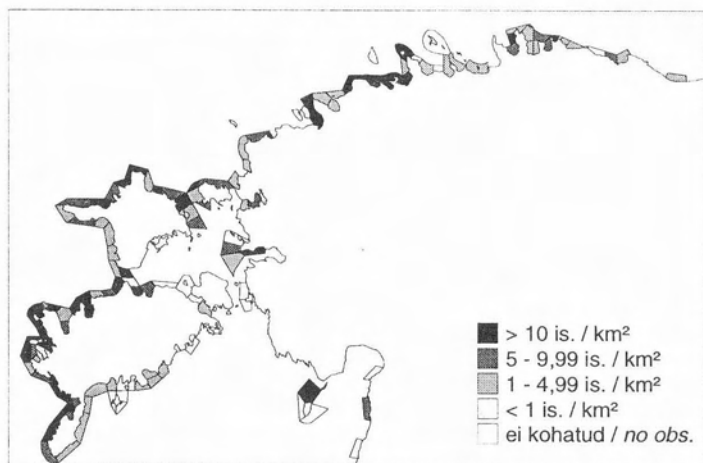 > 10 is. / km²
5 - 9,99 is. / km²
1 - 4,99 is. / km²
< 1 is. / km²
ei kohatud / no obs.